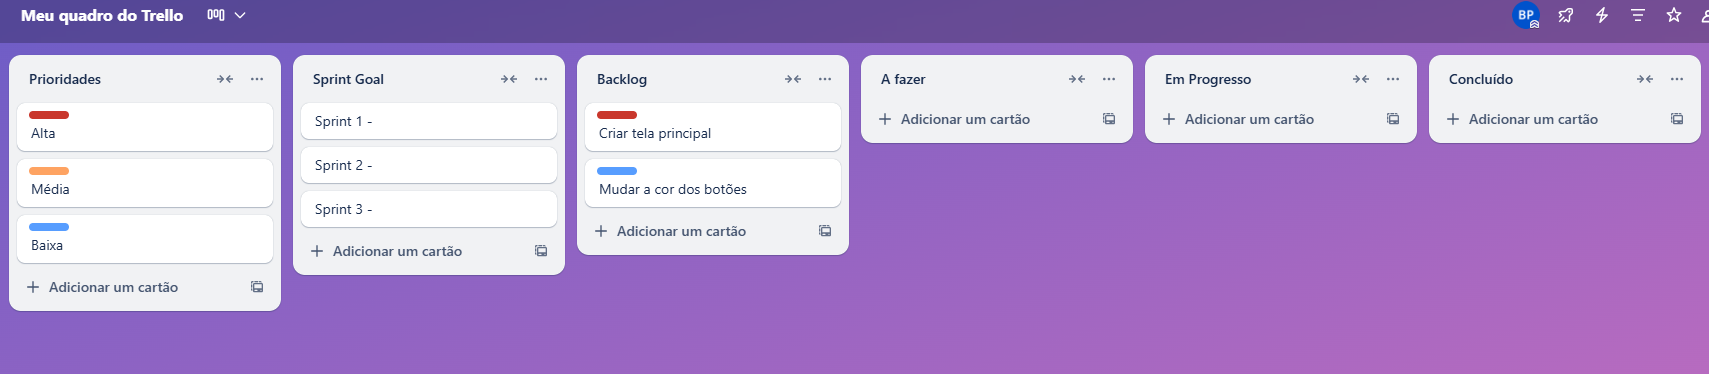 Meu quadro do Trello
BP
Prioridades
Alta
Média
Baixa
Adicionar um cartão
Sprint Goal
Sprint 1 -
Sprint 2 -
Sprint 3 -
Adicionar um cartão
Backlog
Criar tela principal
Mudar a cor dos botões
Adicionar um cartão
A fazer
Adicionar um cartão
Em Progresso
Adicionar um cartão
Concluído
Adicionar um cartão